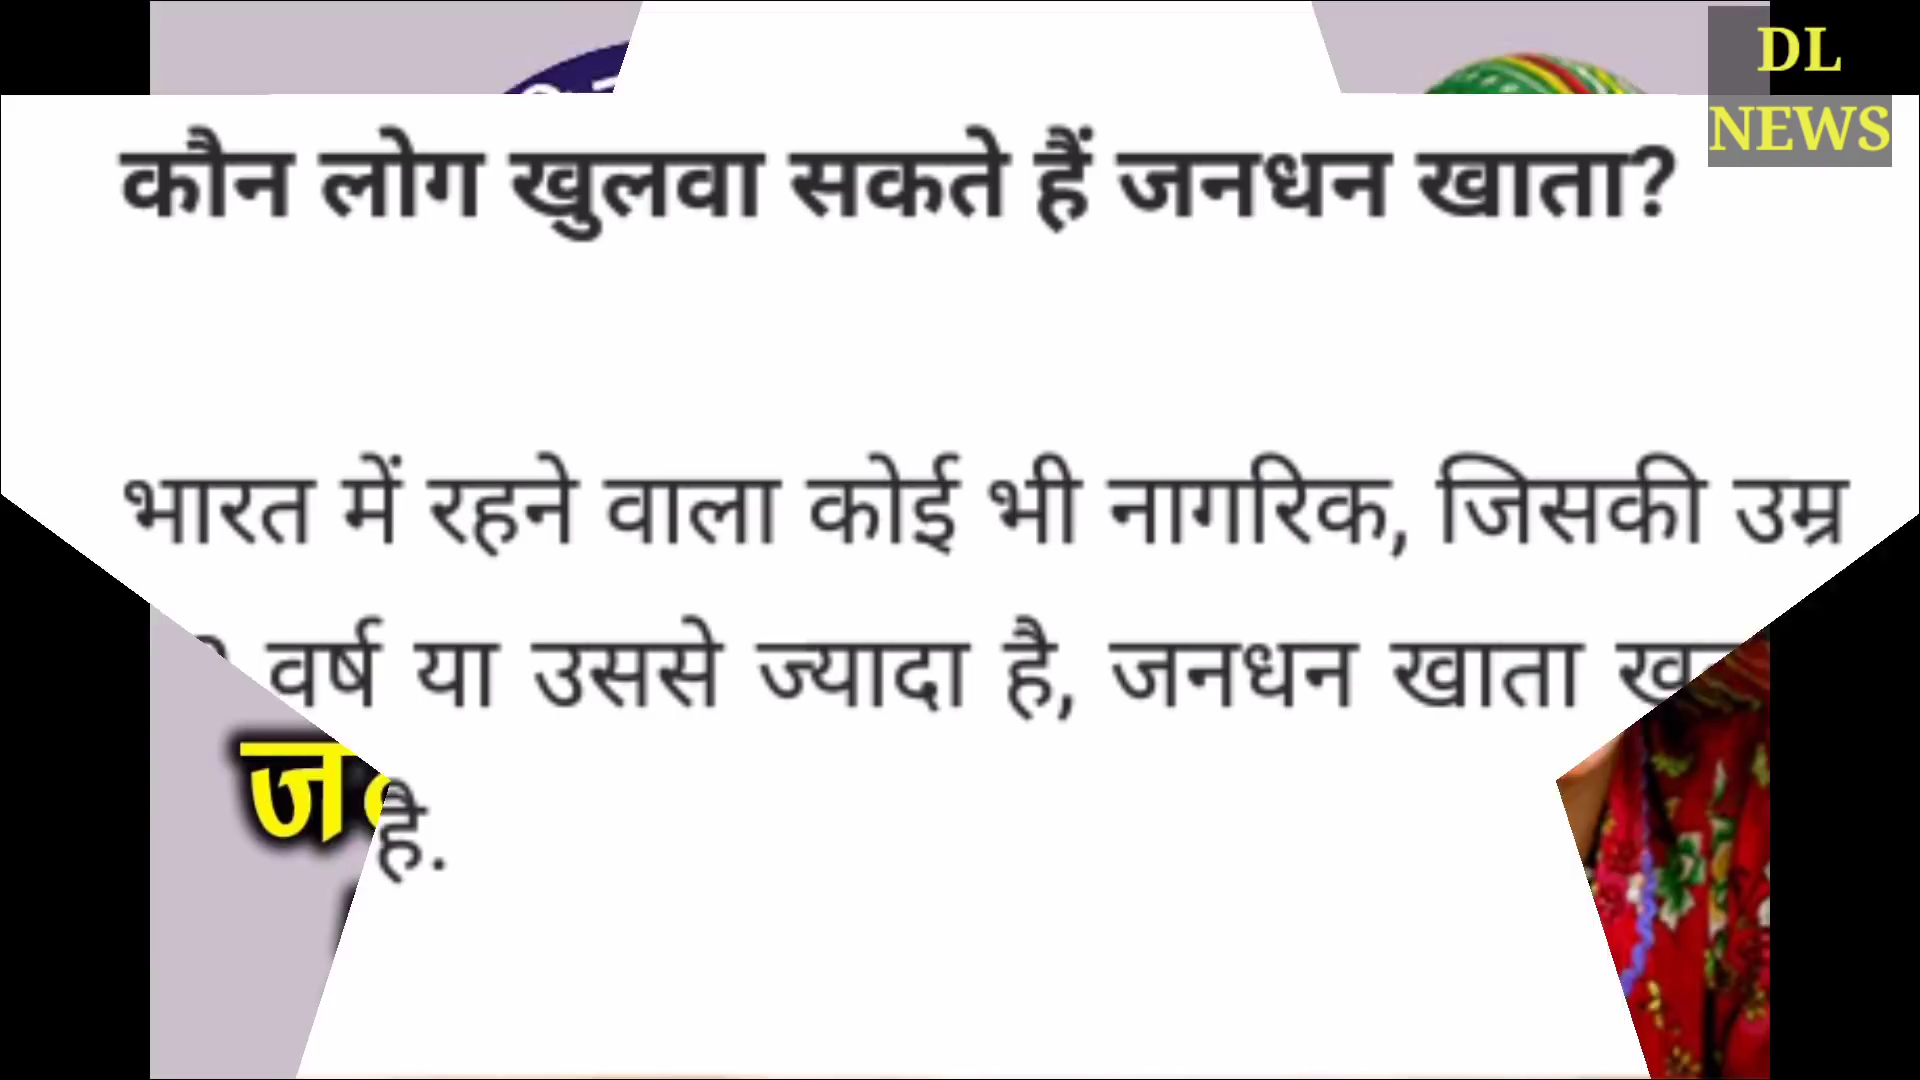 DL
NEWS
कौन लोग खुलवा सकते हैं जनधन खाता?
भारत में रहने वाला कोई भी नागरिक, जिसकी उम्र
वर्ष या उससे ज्यादा है, जनधन खाता
है.